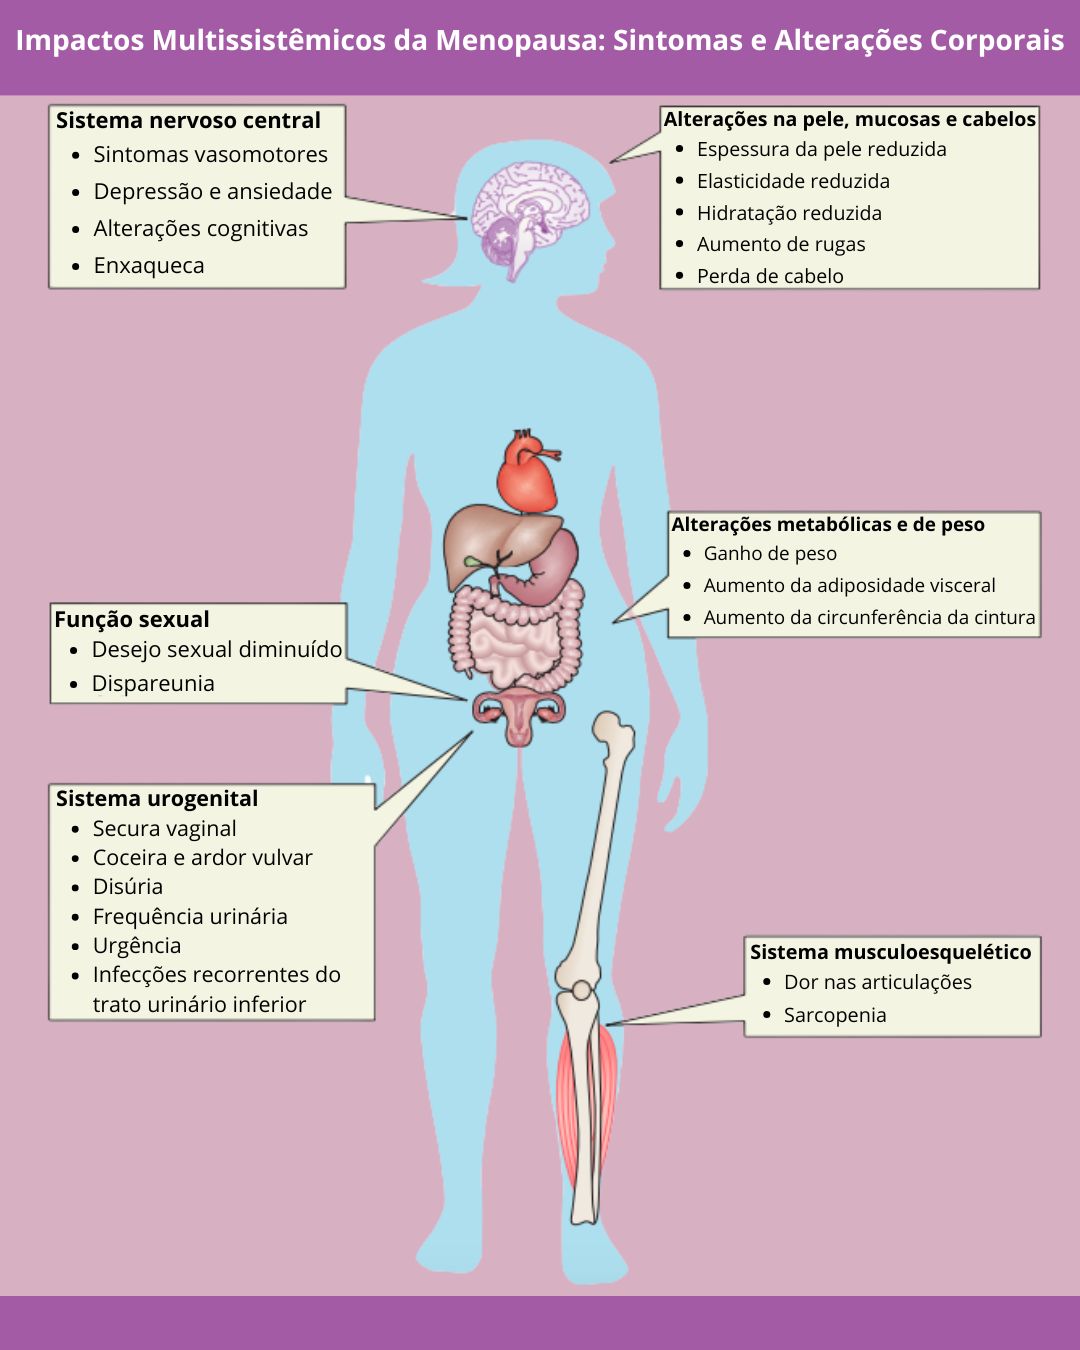 Impactos Multissistêmicos da Menopausa: Sintomas e Alterações Corporais
Sistema nervoso central
• Sintomas vasomotores
• Depressão e ansiedade
• Alterações cognitivas
• Enxaqueca
Alterações na pele, mucosas e cabelos
• Espessura da pele reduzida
• Elasticidade reduzida
• Hidratação reduzida
• Aumento de rugas
• Perda de cabelo
Alterações metabólicas e de peso
• Ganho de peso
• Aumento da adiposidade visceral
• Aumento da circunferência da cintura
Função sexual
• Desejo sexual diminuído
• Dispareunia
Sistema urogenital
• Secura vaginal
• Coceira e ardor vulvar
• Disúria
• Frequência urinária
• Urgência
• Infecções recorrentes do
trato urinário inferior
Sistema musculoesquelético
• Dor nas articulações
• Sarcopenia